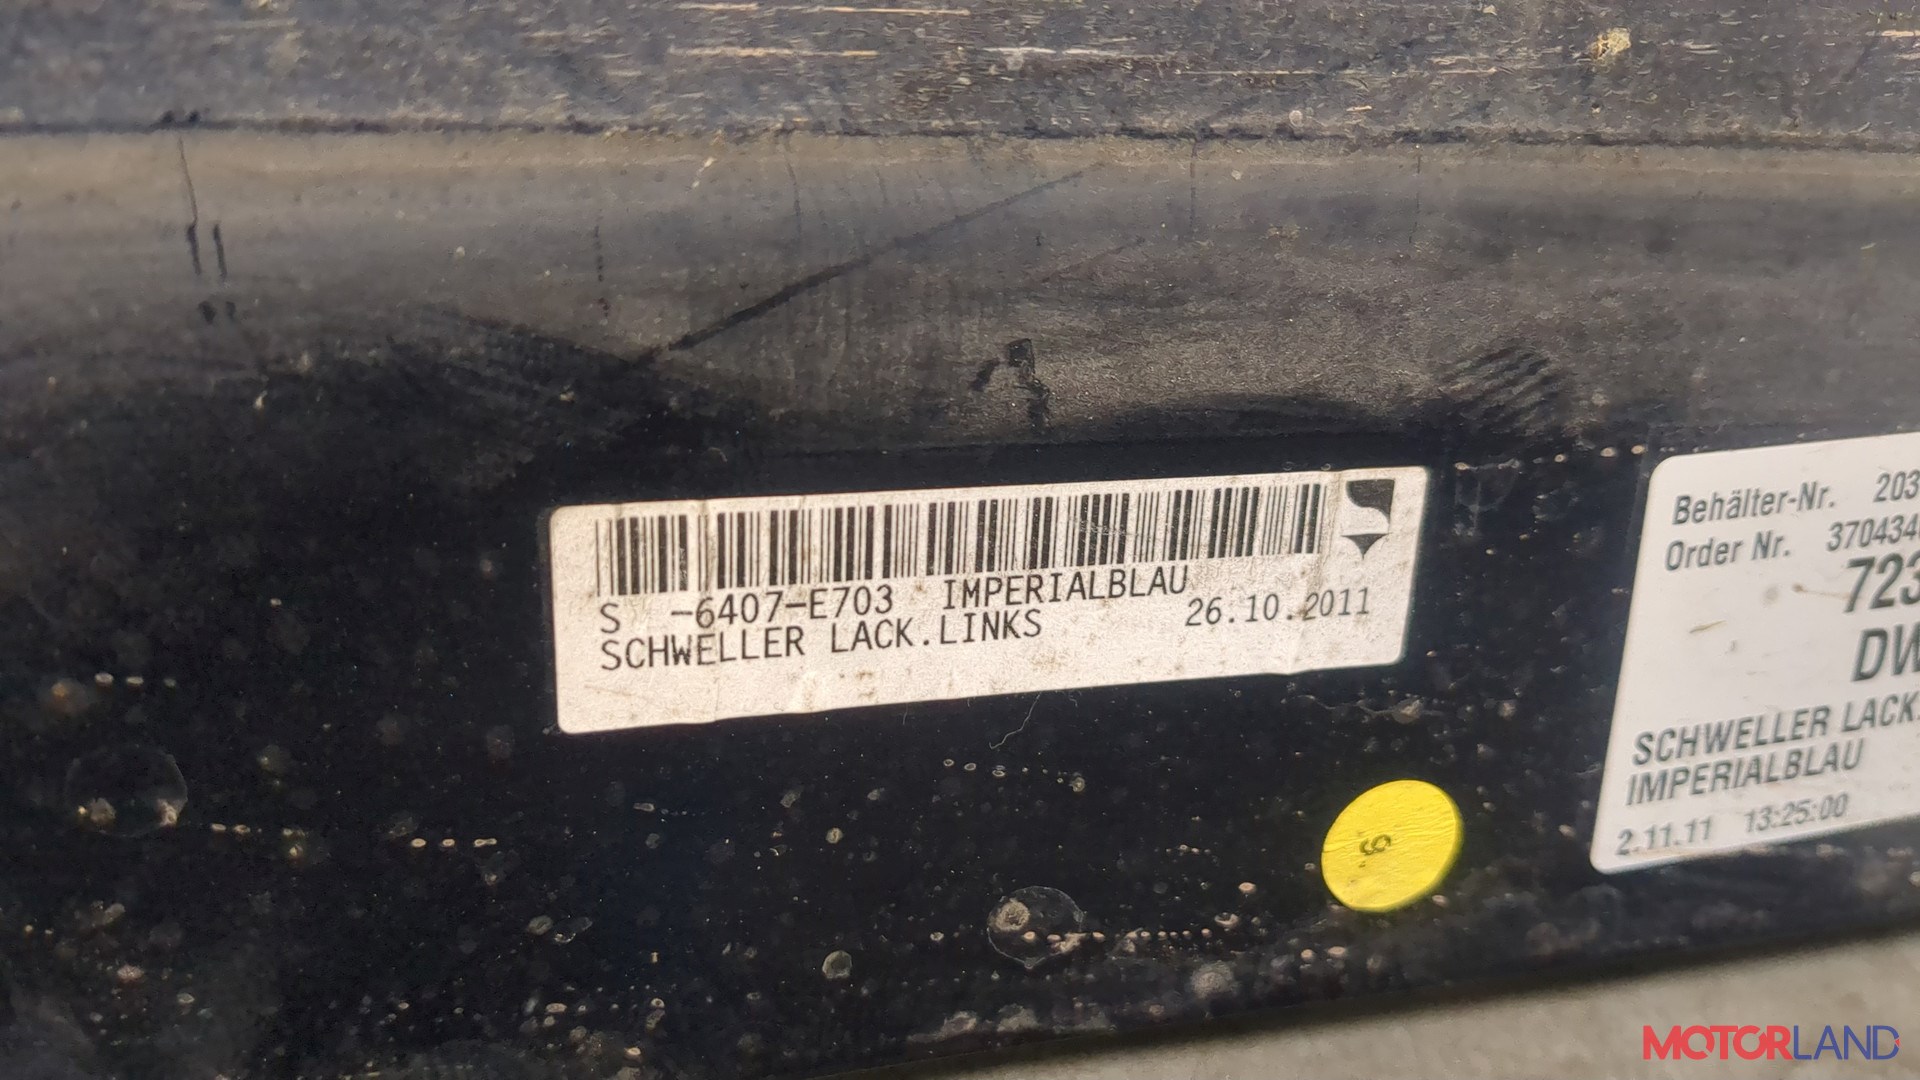 S -6407-E703 IMPERIALBLAU
SCHWELLER LACK.LINKS 26.10.2011
Behälter-Nr. 203
Order Nr. 370434
723
DW
SCHWELLER LACK.
IMPERIALBLAU
2.11.11 13:25:00
9
MOTORLAND